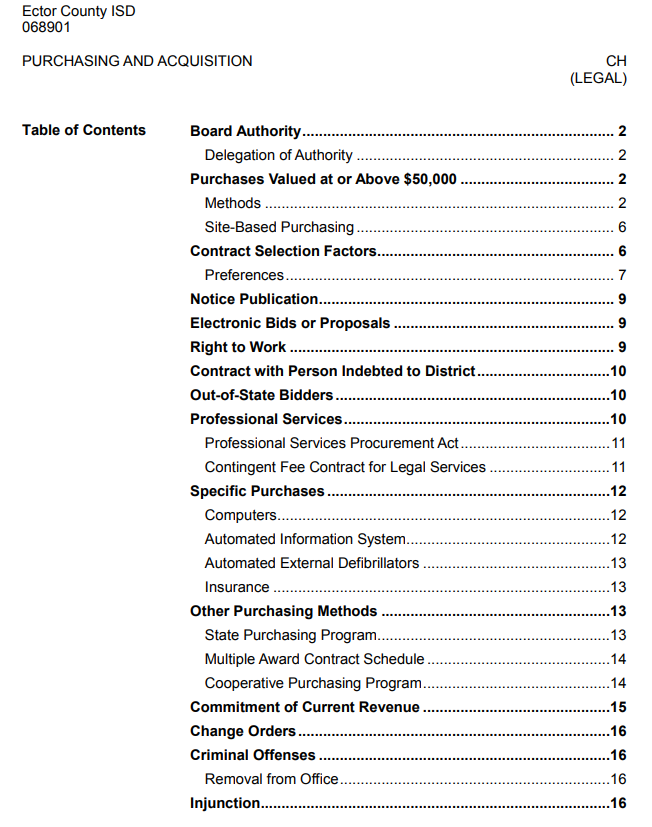 Ector County ISD
068901
PURCHASING AND ACQUISITION CH
(LEGAL)
Table of Contents Board Authority........................................................................... 2
Delegation of Authority .............................................................. 2
Purchases Valued at or Above $50,000 ..................................... 2
Methods .................................................................................... 2
Site-Based Purchasing .............................................................. 6
Contract Selection Factors......................................................... 6
Preferences............................................................................... 7
Notice Publication....................................................................... 9
Electronic Bids or Proposals ..................................................... 9
Right to Work .............................................................................. 9
Contract with Person Indebted to District................................10
Out-of-State Bidders ..................................................................10
Professional Services................................................................10
Professional Services Procurement Act ....................................11
Contingent Fee Contract for Legal Services .............................11
Specific Purchases ....................................................................12
Computers................................................................................12
Automated Information System.................................................12
Automated External Defibrillators .............................................13
Insurance .................................................................................13
Other Purchasing Methods .......................................................13
State Purchasing Program........................................................13
Multiple Award Contract Schedule ............................................14
Cooperative Purchasing Program.............................................14
Commitment of Current Revenue .............................................15
Change Orders...........................................................................16
Criminal Offenses ......................................................................16
Removal from Office.................................................................16
Injunction....................................................................................16